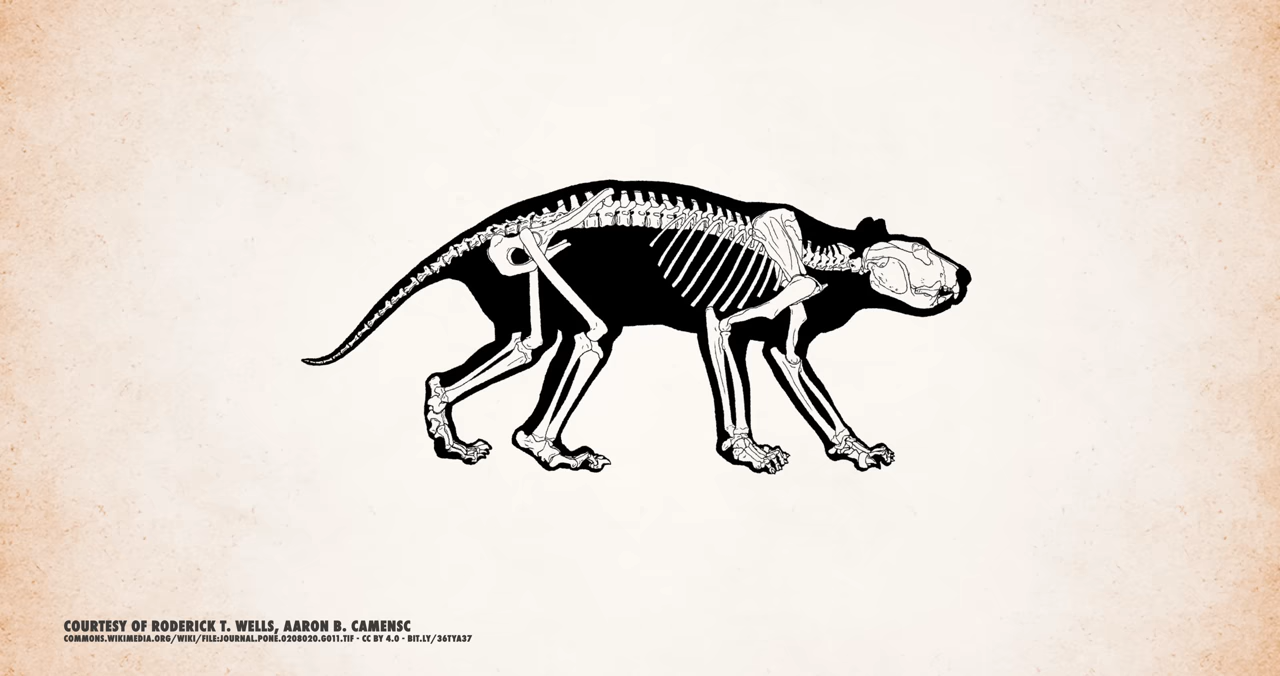 COURTESY OF RODERICK T. WELLS, AARON B. CAMENSC
COMMONS.WIKIMEDIA.ORG/WIKI/FILE:JOURNAL.PONE.0208020.G011.TIF - CC BY 4.0 - BIT.LY/36TYA37